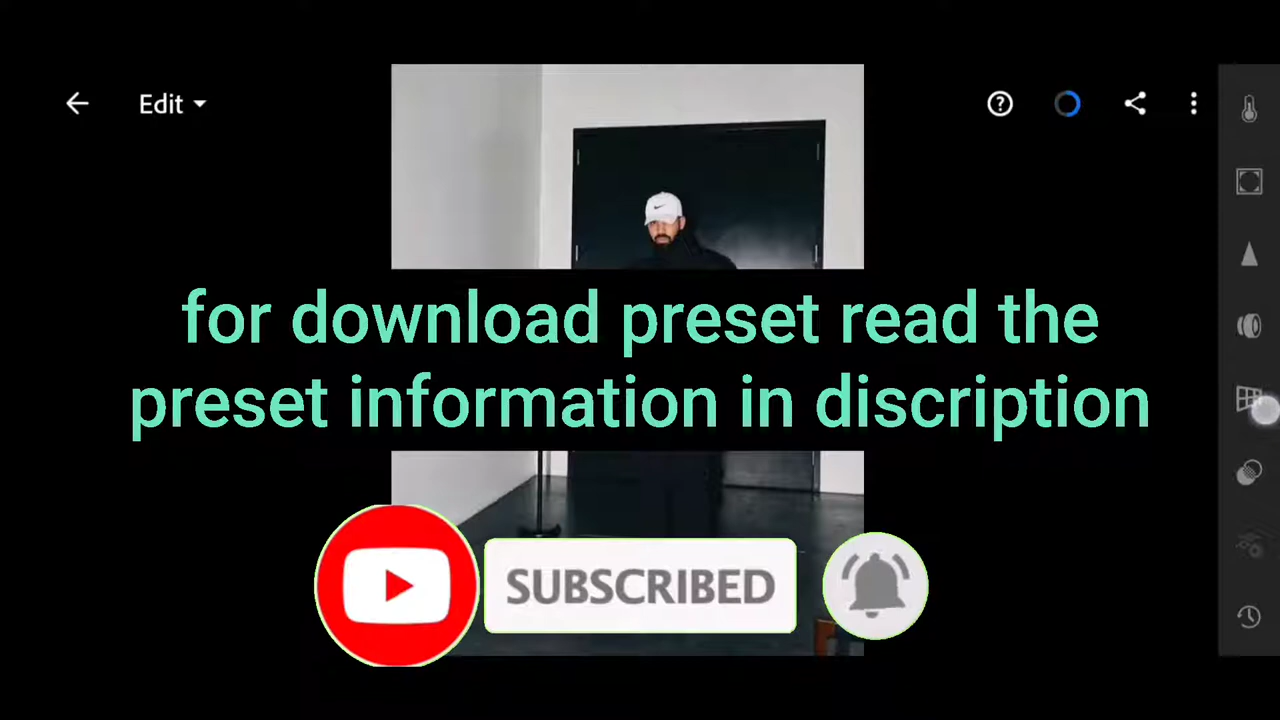 Edit
for download preset read the
preset information in discription
SUBSCRIBED